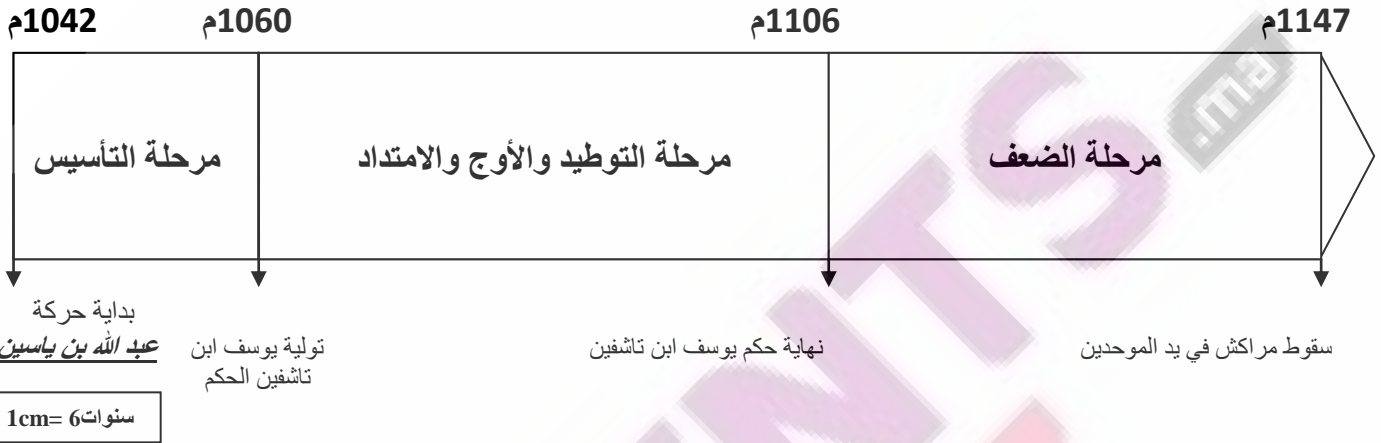 1042م
1060م
1106م
1147م
مرحلة التأسيس
مرحلة التوطيد والأوج والامتداد
مرحلة الضعف
بداية حركة
عبد الله بن ياسين
تولية يوسف ابن
تاشفين الحكم
نهاية حكم يوسف ابن تاشفين
سقوط مراكش في يد الموحدين
1cm= 6سنوات
.ma